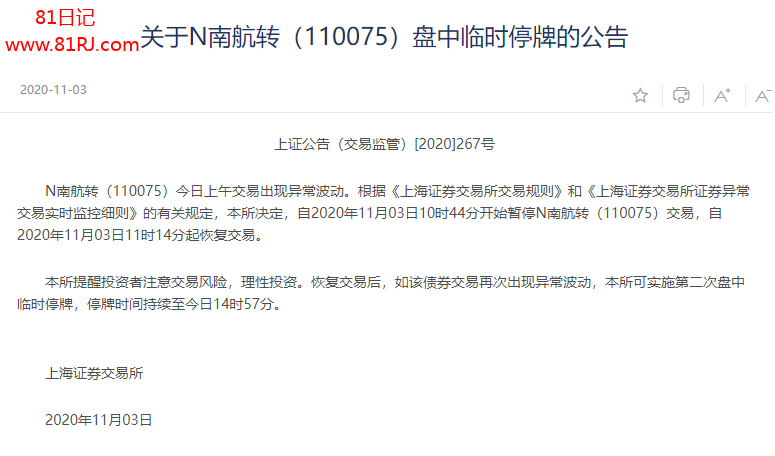 81日记
www.81RJ.com
关于N南航转（110075）盘中临时停牌的公告
2020-11-03
A+
A-
上证公告（交易监管）[2020]267号
N南航转（110075）今日上午交易出现异常波动。根据《上海证券交易所交易规则》和《上海证券交易所证券异常
交易实时监控细则》的有关规定，本所决定，自2020年11月03日10时44分开始暂停N南航转（110075）交易，自
2020年11月03日11时14分起恢复交易。
本所提醒投资者注意交易风险，理性投资。恢复交易后，如该债券交易再次出现异常波动，本所可实施第二次盘中
临时停牌，停牌时间持续至今日14时57分。
上海证券交易所
2020年11月03日